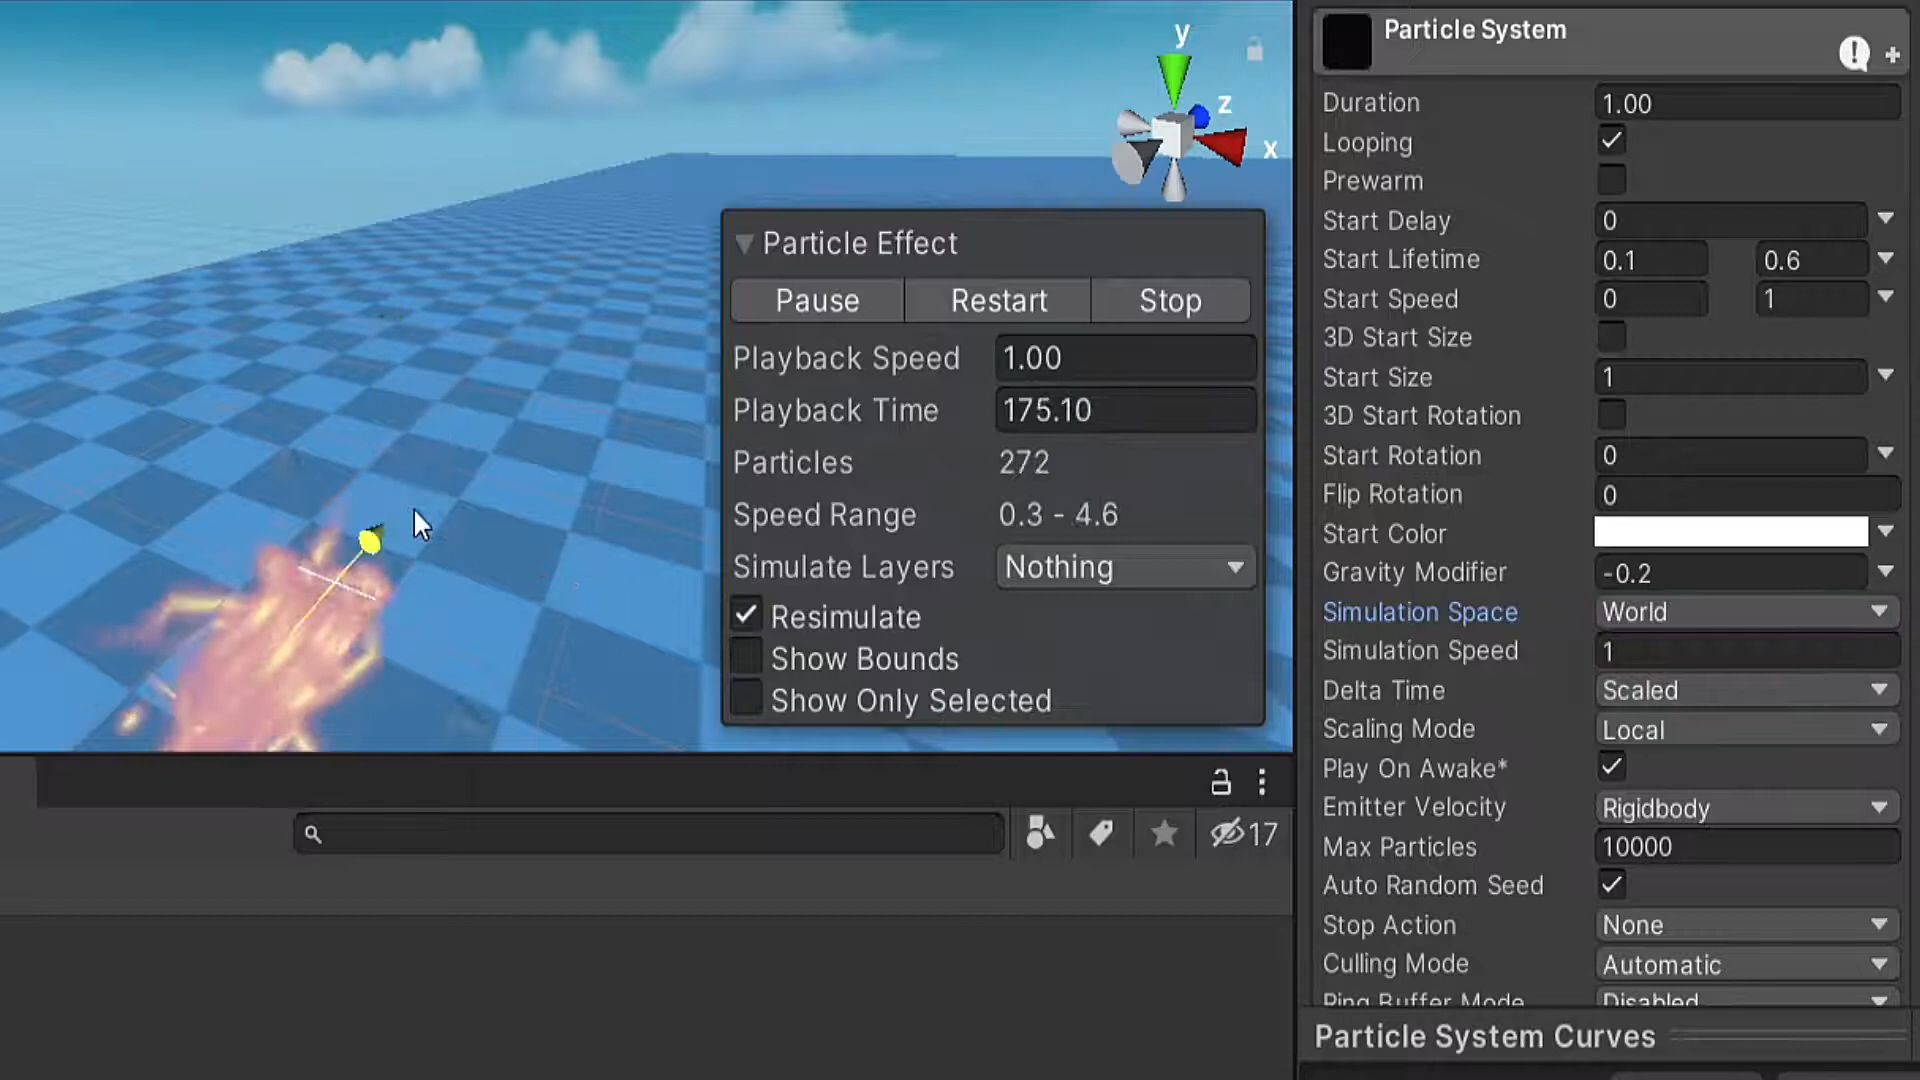 y
z
x
Particle Effect
Pause Restart Stop
Playback Speed 1.00
Playback Time 175.10
Particles 272
Speed Range 0.3 - 4.6
Simulate Layers Nothing
Resimulate
Show Bounds
Show Only Selected
17
Particle System
Duration 1.00
Looping
Prewarm
Start Delay 0
Start Lifetime 0.1 0.6
Start Speed 0 1
3D Start Size
Start Size 1
3D Start Rotation
Start Rotation 0
Flip Rotation 0
Start Color
Gravity Modifier -0.2
Simulation Space World
Simulation Speed 1
Delta Time Scaled
Scaling Mode Local
Play On Awake*
Emitter Velocity Rigidbody
Max Particles 10000
Auto Random Seed
Stop Action None
Culling Mode Automatic
Ring Buffer Mode Disabled
Particle System Curves